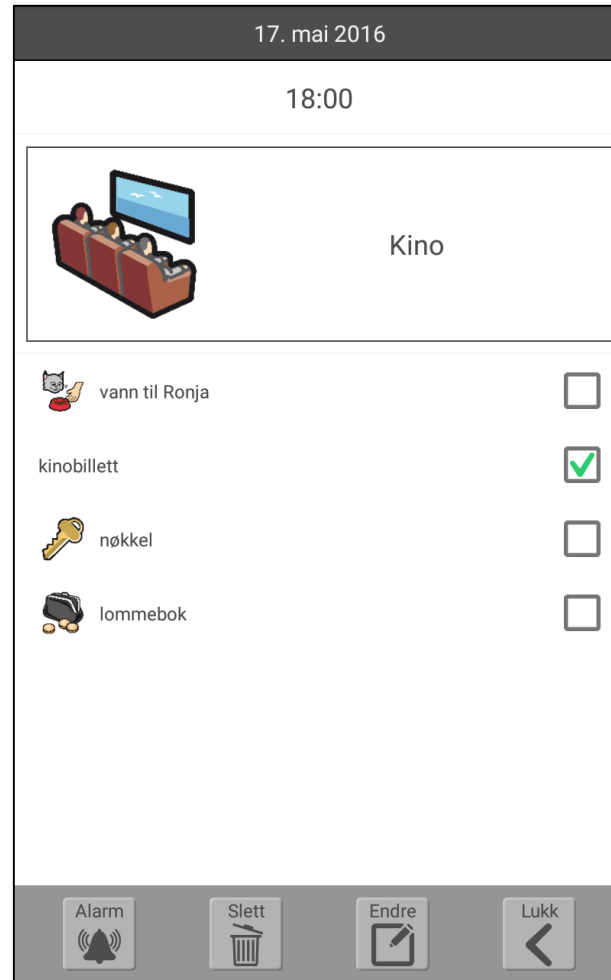 17. mai 2016
18:00
Kino
vann til Ronja
kinobillett
nøkkel
lommebok
Alarm Slett Endre Lukk